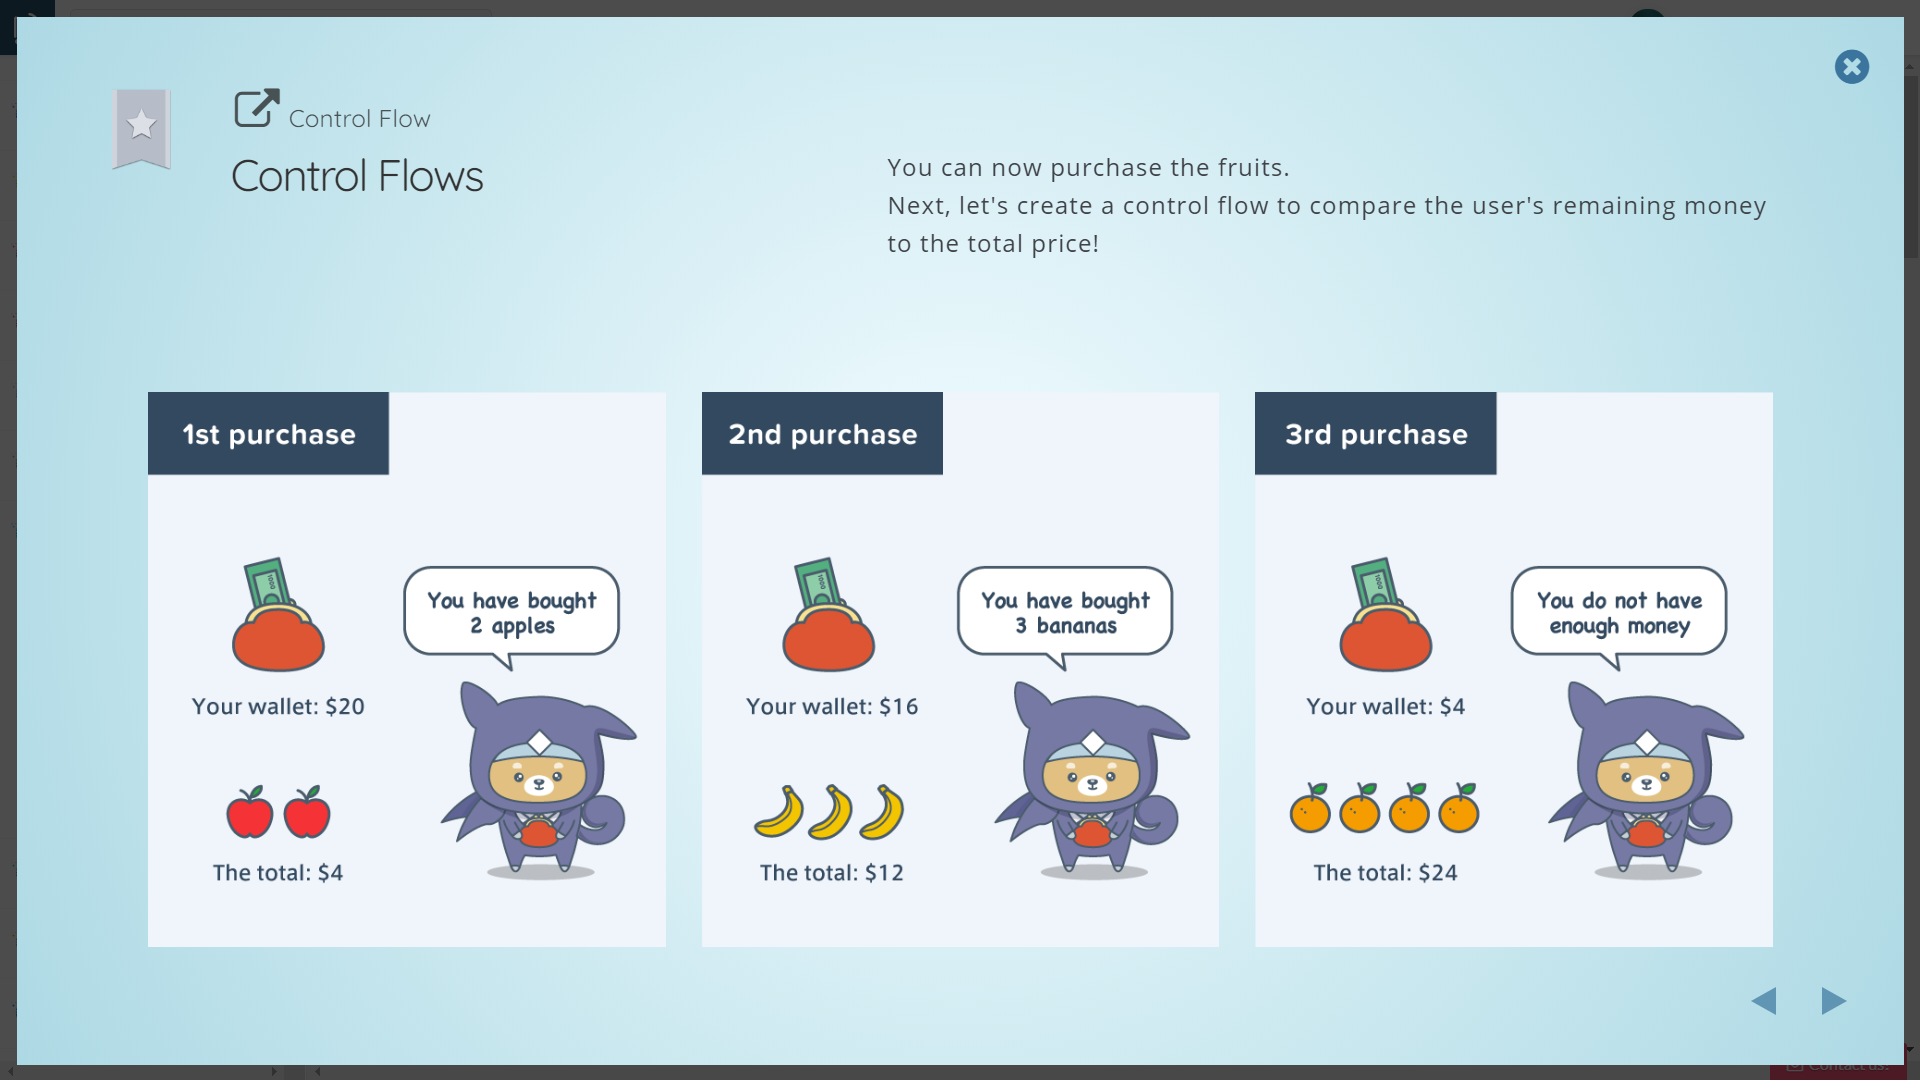 Control Flow
Control Flows
You can now purchase the fruits.
Next, let's create a control flow to compare the user's remaining money
to the total price!
1st purchase
You have bought
2 apples
Your wallet: $20
The total: $4
2nd purchase
You have bought
3 bananas
Your wallet: $16
The total: $12
3rd purchase
You do not have
enough money
Your wallet: $4
The total: $24
Contact us!